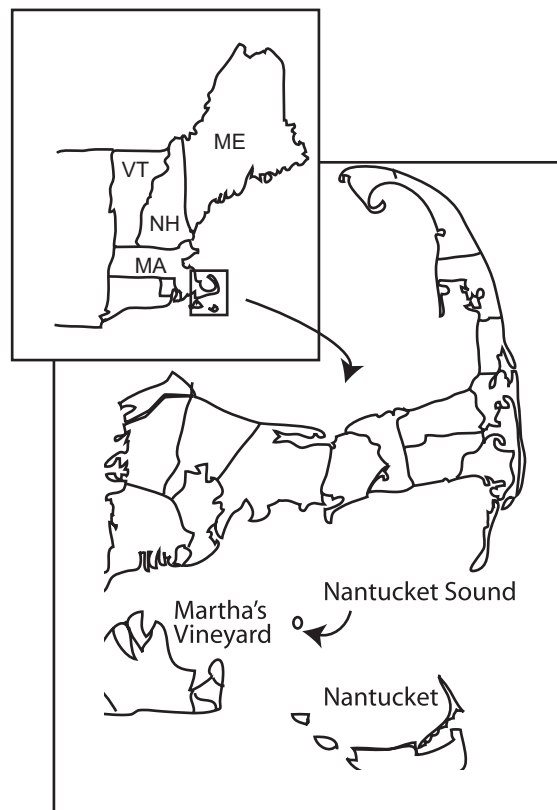 ME
VT
NH
MA
Martha's
Vineyard
Nantucket Sound
Nantucket